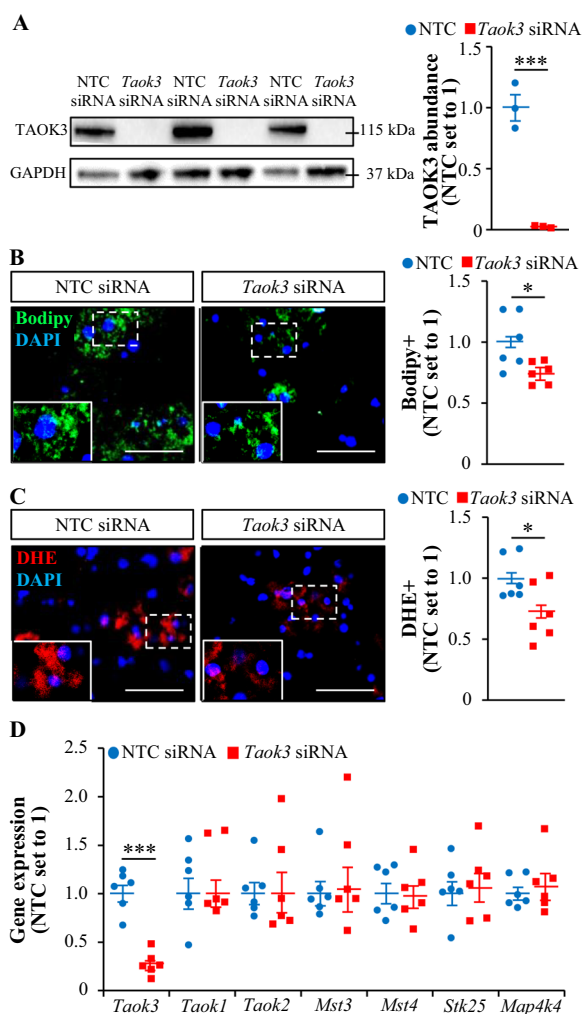 A
NTC Taok3 NTC Taok3 NTC Taok3
siRNA siRNA siRNA siRNA siRNA siRNA
TAOK3
115 kDa
GAPDH
37 kDa
NTC Taok3 siRNA
TAOK3 abundance
(NTC set to 1)
1.5
1.0
0.5
0
***
B
NTC siRNA
Taok3 siRNA
Bodipy
DAPI
NTC Taok3 siRNA
Bodipy+
(NTC set to 1)
1.5
1.0
0.5
0
*
C
NTC siRNA
Taok3 siRNA
DHE
DAPI
NTC Taok3 siRNA
DHE+
(NTC set to 1)
1.5
1.0
0.5
0
*
D
NTC siRNA Taok3 siRNA
Gene expression
(NTC set to 1)
2.5
2.0
1.5
1.0
0.5
0
***
Taok3 Taok1 Taok2 Mst3 Mst4 Stk25 Map4k4